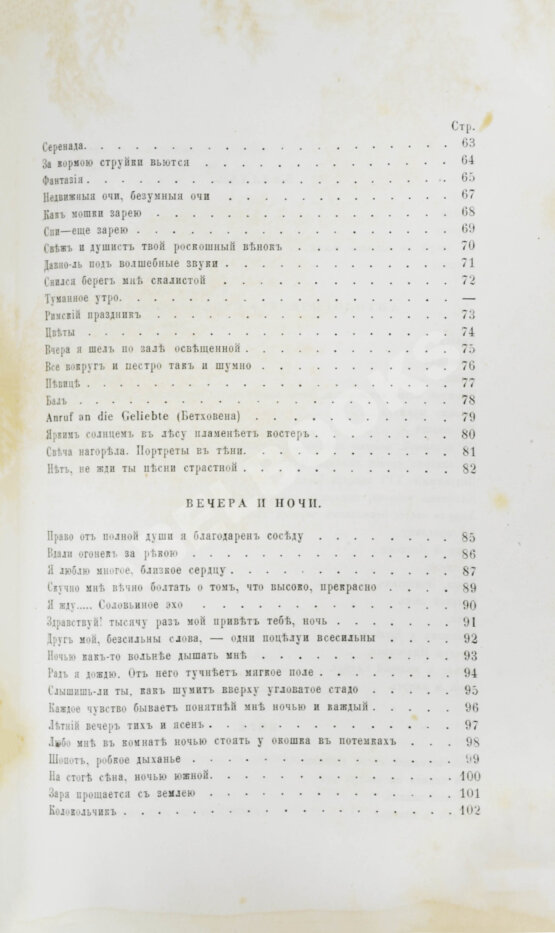 Стр.
Серенада. 63
За кормою струйки вьются 64
Фантазія 65
Недвижныя очи, безумныя очи 67
Какъ мошки зарею 68
Спи—еще зарею 69
Свѣжъ и душистъ твой роскошный вѣнокъ 70
Давно-ль подъ волшебные звуки 71
Снился берегъ мнѣ скалистой 72
Туманное утро. —
Римскій праздникъ 73
Цвѣты 74
Вчера я шелъ по залѣ освѣщенной 75
Все вокругъ и пестро такъ и шумно 76
Пѣвицѣ 77
Балъ 78
Anruf an die Geliebte (Бетховена) 79
Яркимъ солнцемъ въ лѣсу пламенѣетъ костеръ 80
Свѣча нагорѣла. Портреты въ тѣни. 81
Нѣтъ, не жди ты пѣсни страстной 82
ВЕЧЕРА И НОЧИ.
Право отъ полной души я благодаренъ сосѣду 85
Вдали огонекъ за рѣкою 86
Я люблю многое, близкое сердцу 87
Скучно мнѣ вѣчно болтать о томъ, что высоко, прекрасно 89
Я жду..... Соловьиное эхо 90
Здравствуй! тысячу разъ мой привѣтъ тебѣ, ночь 91
Другъ мой, безсильны слова, — одни поцѣлуи всесильны 92
Ночью какъ-то вольнѣе дышать мнѣ 93
Радъ я дождю. Отъ него тучнѣетъ мягкое поле 94
Слышишь-ли ты, какъ шумитъ вверху угловатое стадо 95
Каждое чувство бываетъ понятнѣй мнѣ ночью и каждый 96
Лѣтній вечеръ тихъ и ясенъ 97
Любо мнѣ въ комнатѣ ночью стоять у окошка въ потемкахъ 98
Шопотъ, робкое дыханье 99
На стогѣ сѣна, ночью южной. 100
Заря прощается съ землею 101
Колокольчикъ 102